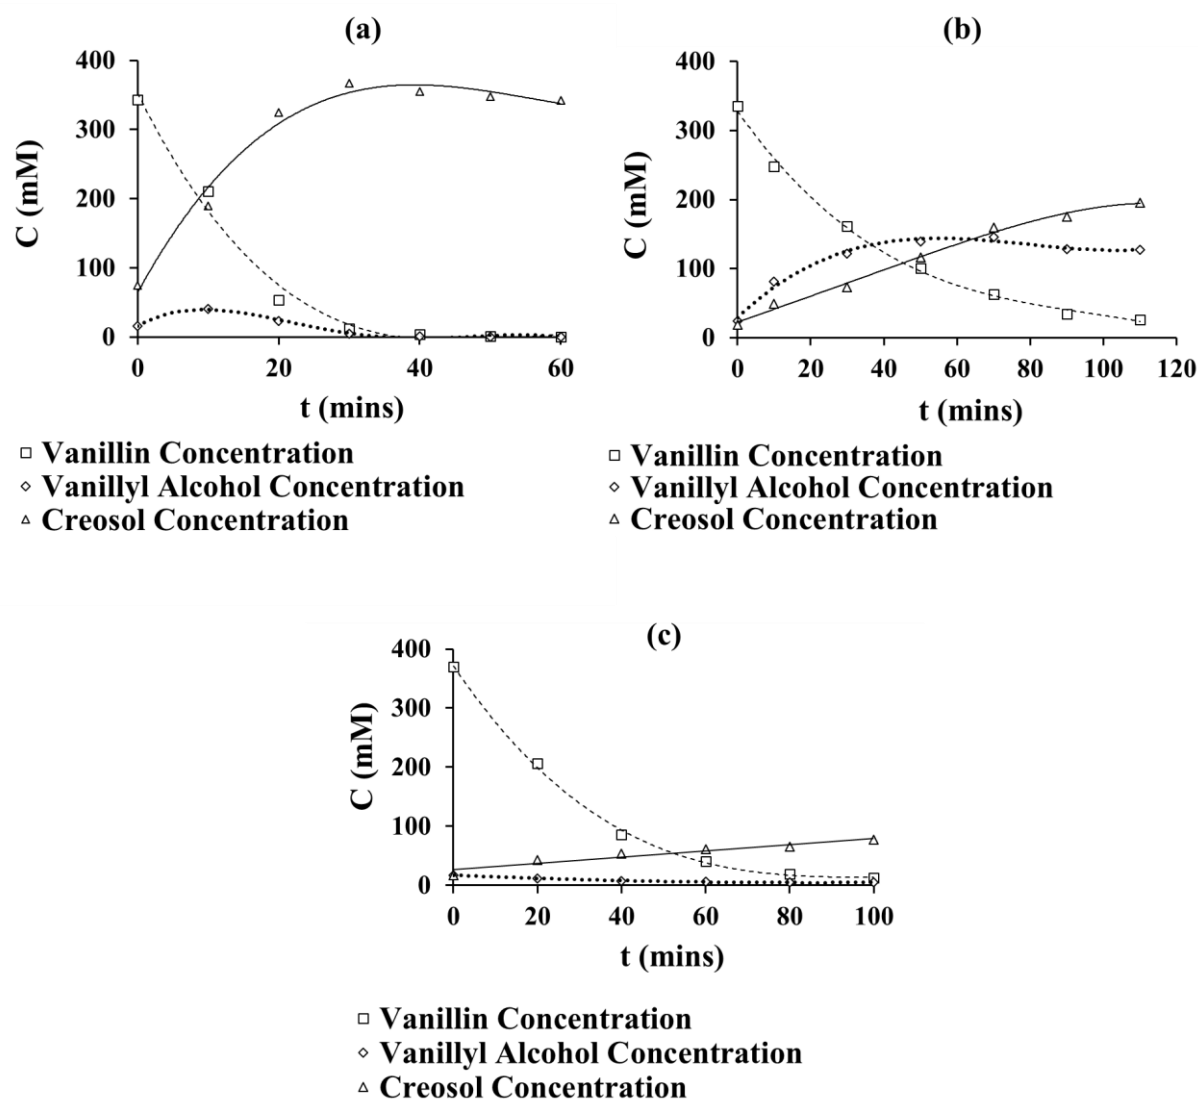 (a)
400
300
200
100
0
C (mM)
0 20 40 60
t (mins)
Vanillin Concentration
Vanillyl Alcohol Concentration
Creosol Concentration
(b)
400
300
200
100
0
C (mM)
0 20 40 60 80 100 120
t (mins)
Vanillin Concentration
Vanillyl Alcohol Concentration
Creosol Concentration
(c)
400
300
200
100
0
C (mM)
0 20 40 60 80 100
t (mins)
Vanillin Concentration
Vanillyl Alcohol Concentration
Creosol Concentration